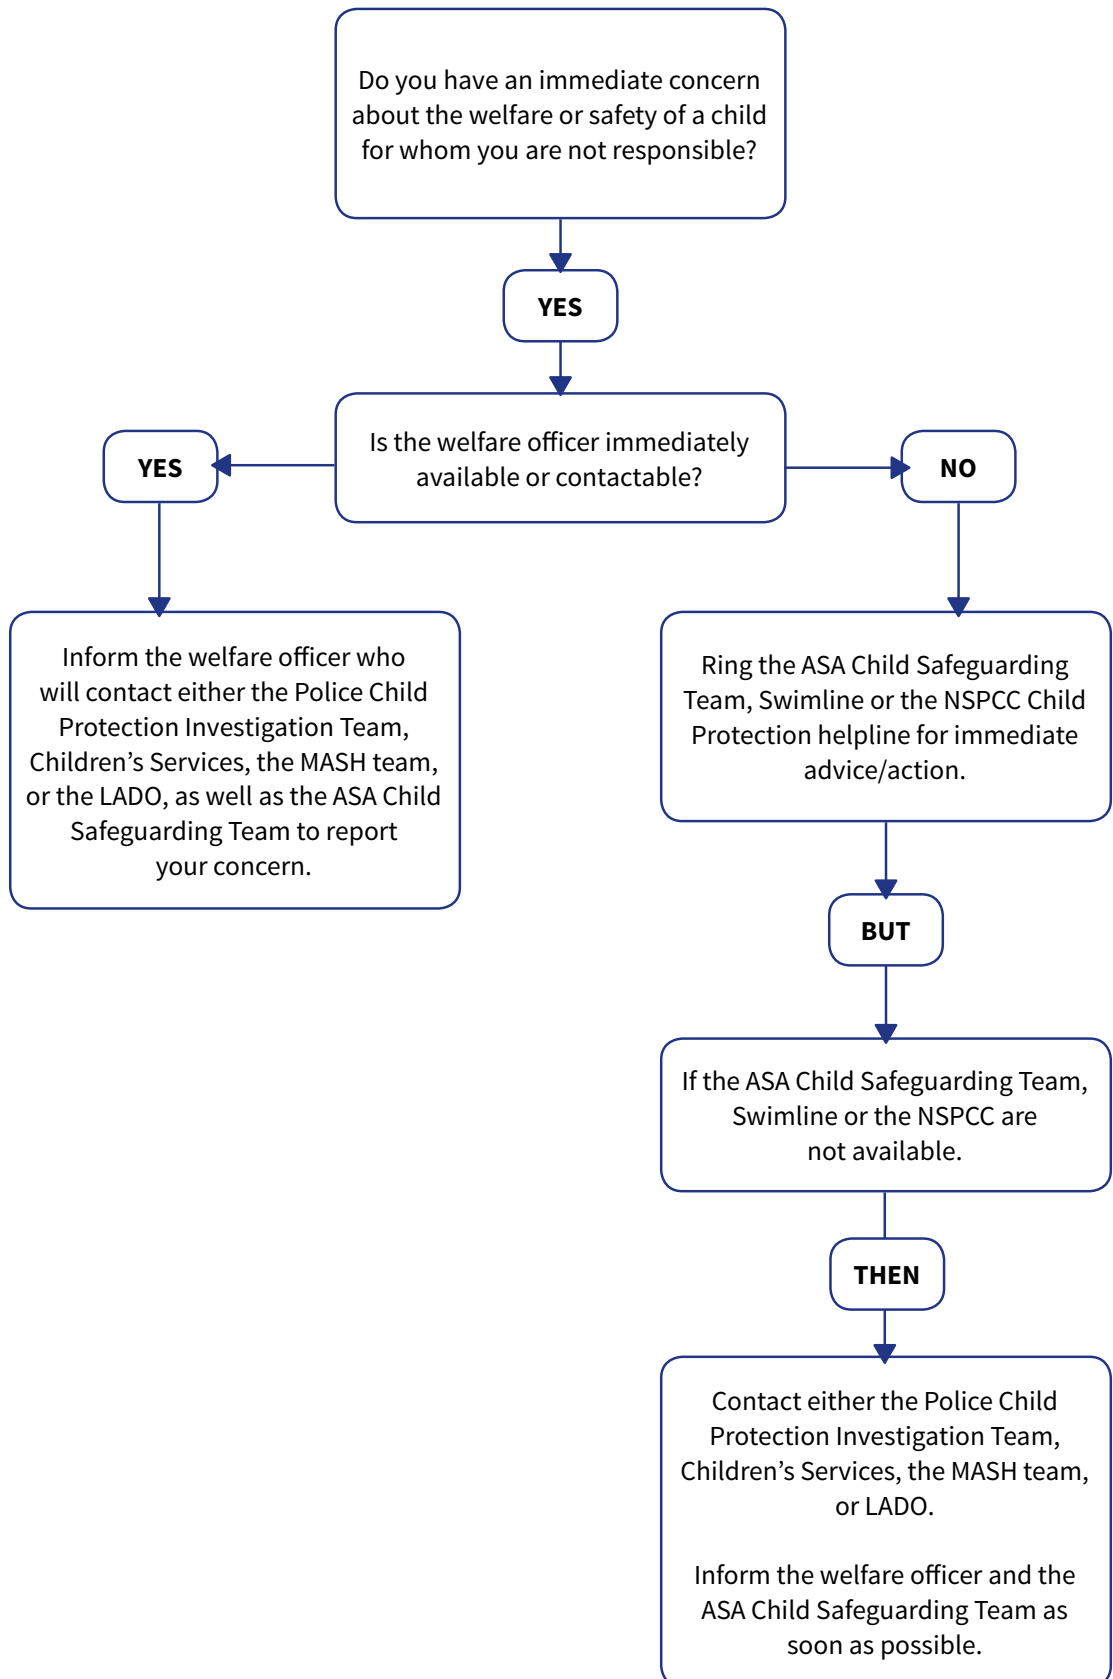 Do you have an immediate concern
about the welfare or safety of a child
for whom you are not responsible?
YES
Is the welfare officer immediately
available or contactable?
YES
NO
Inform the welfare officer who
will contact either the Police Child
Protection Investigation Team,
Children’s Services, the MASH team,
or the LADO, as well as the ASA Child
Safeguarding Team to report
your concern.
Ring the ASA Child Safeguarding
Team, Swimline or the NSPCC Child
Protection helpline for immediate
advice/action.
BUT
If the ASA Child Safeguarding Team,
Swimline or the NSPCC are
not available.
THEN
Contact either the Police Child
Protection Investigation Team,
Children’s Services, the MASH team,
or LADO.
Inform the welfare officer and the
ASA Child Safeguarding Team as
soon as possible.